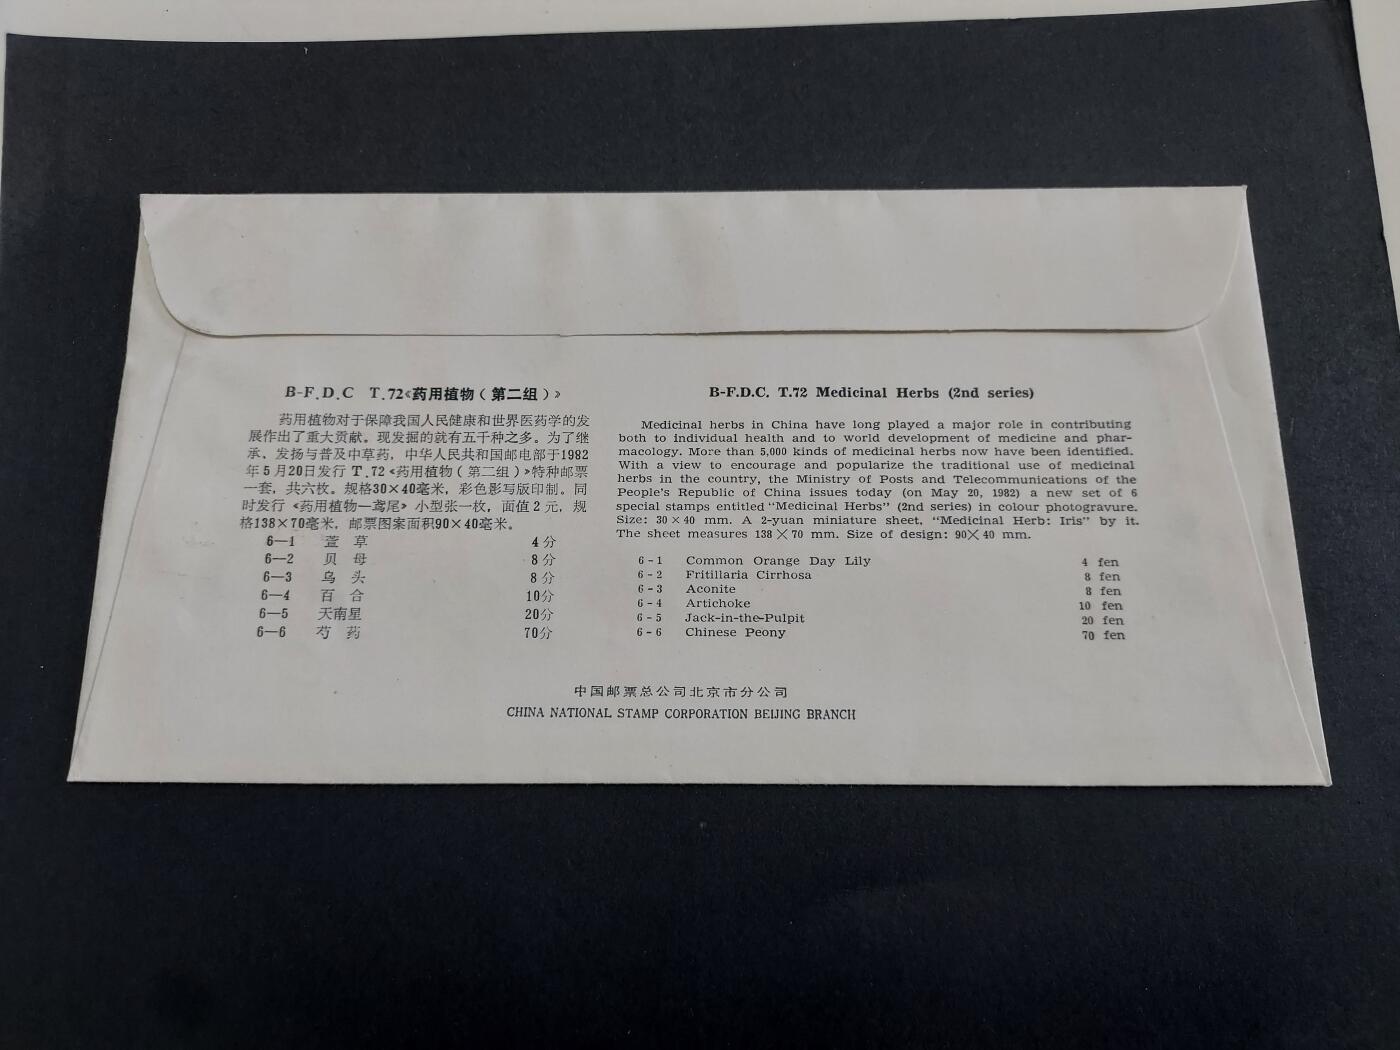 B-F.D.C T.72《药用植物（第二组）》
药用植物对于保障我国人民健康和世界医药学的发
展作出了重大贡献。现发掘的就有五千种之多。为了继
承、发扬与普及中草药，中华人民共和国邮电部于1982
年5月20日发行 T.72《药用植物（第二组）》特种邮票
一套，共六枚。规格30×40毫米，彩色影写版印制。同
时发行《药用植物—鸢尾》小型张一枚，面值2元，规
格138×70毫米，邮票图案面积90×40毫米。
6—1 萱草 4分
6—2 贝母 8分
6—3 乌头 8分
6—4 百合 10分
6—5 天南星 20分
6—6 芍药 70分
B-F.D.C. T.72 Medicinal Herbs (2nd series)
Medicinal herbs in China have long played a major role in contributing
both to individual health and to world development of medicine and phar-
macology. More than 5,000 kinds of medicinal herbs now have been identified.
With a view to encourage and popularize the traditional use of medicinal
herbs in the country, the Ministry of Posts and Telecommunications of the
People's Republic of China issues today (on May 20, 1982) a new set of 6
special stamps entitled "Medicinal Herbs" (2nd series) in colour photogravure.
Size: 30×40 mm. A 2-yuan miniature sheet, "Medicinal Herb: Iris" by it.
The sheet measures 138×70 mm. Size of design: 90×40 mm.
6-1 Common Orange Day Lily 4 fen
6-2 Fritillaria Cirrhosa 8 fen
6-3 Aconite 8 fen
6-4 Artichoke 10 fen
6-5 Jack-in-the-Pulpit 20 fen
6-6 Chinese Peony 70 fen
中国邮票总公司北京市分公司
CHINA NATIONAL STAMP CORPORATION BEIJING BRANCH